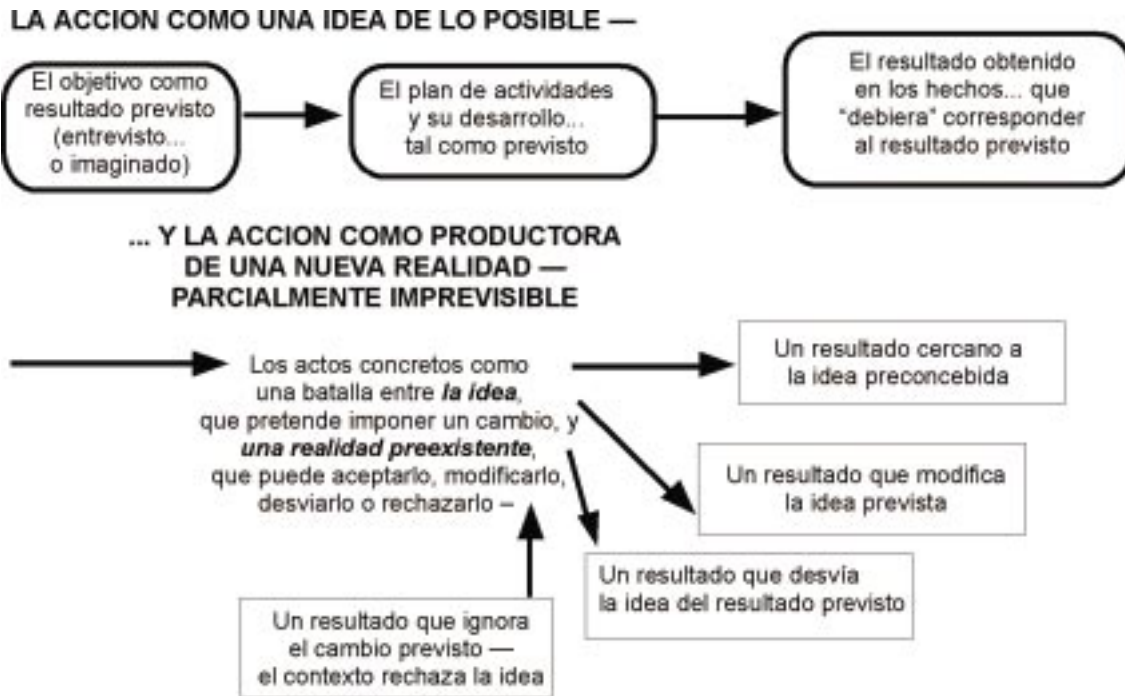 LA ACCION COMO UNA IDEA DE LO POSIBLE —
El objetivo como
resultado previsto
(entrevisto...
o imaginado)
El plan de actividades
y su desarrollo...
tal como previsto
El resultado obtenido
en los hechos... que
“debiera” corresponder
al resultado previsto
... Y LA ACCION COMO PRODUCTORA
DE UNA NUEVA REALIDAD —
PARCIALMENTE IMPREVISIBLE
Los actos concretos como
una batalla entre la idea,
que pretende imponer un cambio, y
una realidad preexistente,
que puede aceptarlo, modificarlo,
desviarlo o rechazarlo –
Un resultado cercano a
la idea preconcebida
Un resultado que modifica
la idea prevista
Un resultado que desvía
la idea del resultado previsto
Un resultado que ignora
el cambio previsto —
el contexto rechaza la idea